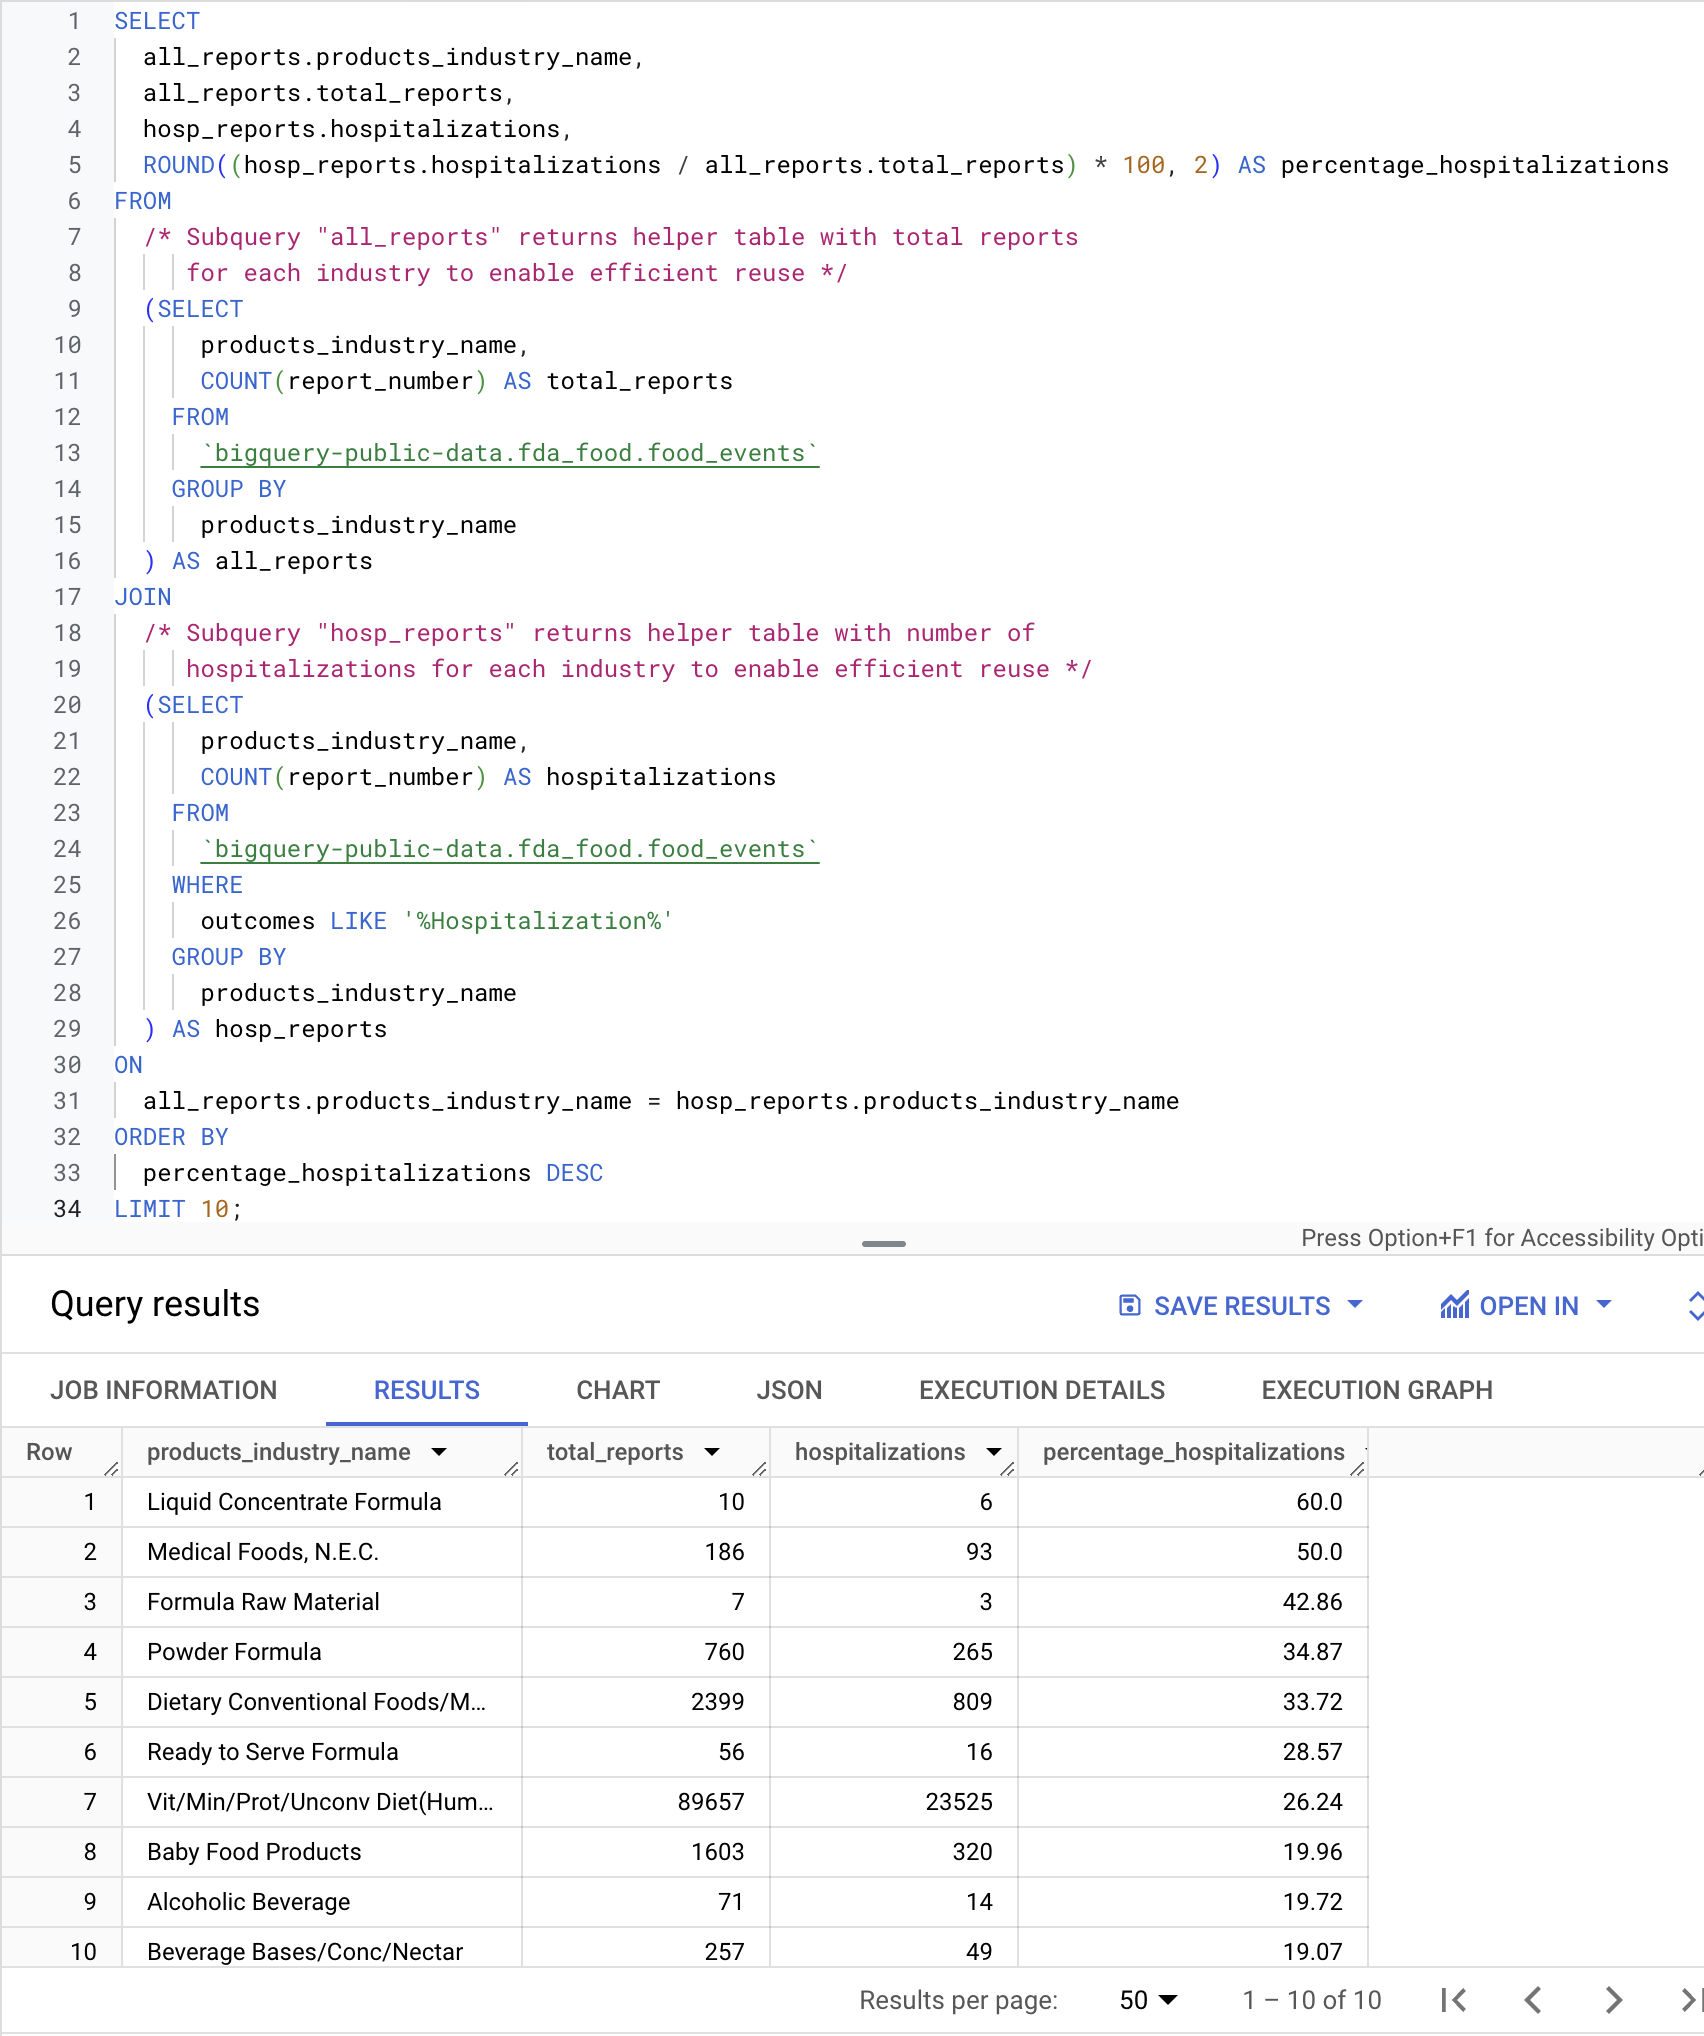 1 SELECT
2 all_reports.products_industry_name,
3 all_reports.total_reports,
4 hosp_reports.hospitalizations,
5 ROUND((hosp_reports.hospitalizations / all_reports.total_reports) * 100, 2) AS percentage_hospitalizations
6 FROM
7 /* Subquery "all_reports" returns helper table with total reports
8 for each industry to enable efficient reuse */
9 (SELECT
10 products_industry_name,
11 COUNT(report_number) AS total_reports
12 FROM
13 `bigquery-public-data.fda_food.food_events`
14 GROUP BY
15 products_industry_name
16 ) AS all_reports
17 JOIN
18 /* Subquery "hosp_reports" returns helper table with number of
19 hospitalizations for each industry to enable efficient reuse */
20 (SELECT
21 products_industry_name,
22 COUNT(report_number) AS hospitalizations
23 FROM
24 `bigquery-public-data.fda_food.food_events`
25 WHERE
26 outcomes LIKE '%Hospitalization%'
27 GROUP BY
28 products_industry_name
29 ) AS hosp_reports
30 ON
31 all_reports.products_industry_name = hosp_reports.products_industry_name
32 ORDER BY
33 percentage_hospitalizations DESC
34 LIMIT 10;
Press Option+F1 for Accessibility Opti
Query results SAVE RESULTS OPEN IN
JOB INFORMATION RESULTS CHART JSON EXECUTION DETAILS EXECUTION GRAPH
Row products_industry_name total_reports hospitalizations percentage_hospitalizations
1 Liquid Concentrate Formula 10 6 60.0
2 Medical Foods, N.E.C. 186 93 50.0
3 Formula Raw Material 7 3 42.86
4 Powder Formula 760 265 34.87
5 Dietary Conventional Foods/M... 2399 809 33.72
6 Ready to Serve Formula 56 16 28.57
7 Vit/Min/Prot/Unconv Diet(Hum... 89657 23525 26.24
8 Baby Food Products 1603 320 19.96
9 Alcoholic Beverage 71 14 19.72
10 Beverage Bases/Conc/Nectar 257 49 19.07
Results per page: 50 1 – 10 of 10